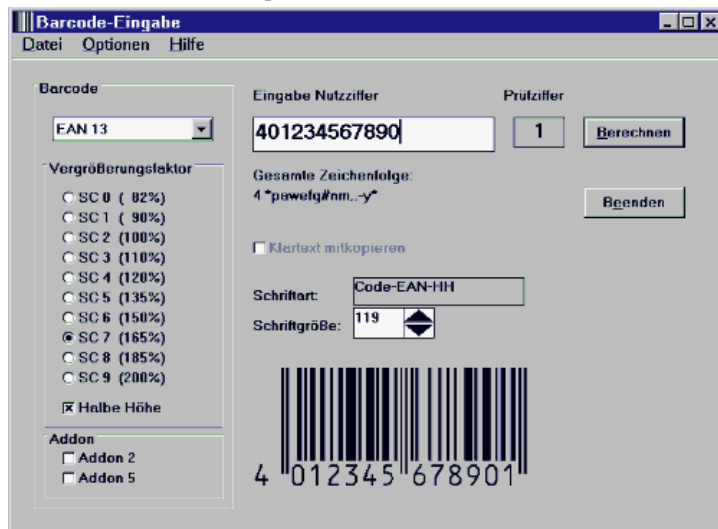 Barcode-Eingabe
Datei Optionen Hilfe
Barcode
EAN 13
Eingabe Nutzziffer
Prüfziffer
401234567890
1
Berechnen
Vergrößerungsfaktor
SC 0 ( 82%)
SC 1 ( 90%)
SC 2 (100%)
SC 3 (110%)
SC 4 (120%)
SC 5 (135%)
SC 6 (150%)
SC 7 (165%)
SC 8 (185%)
SC 9 (200%)
Halbe Höhe
Addon
Addon 2
Addon 5
Gesamte Zeichenfolge:
4 *pawefg#nm..-y*
Beenden
Klartext mitkopieren
Schriftart: Code-EAN-HH
Schriftgröße: 119
4 012345 678901